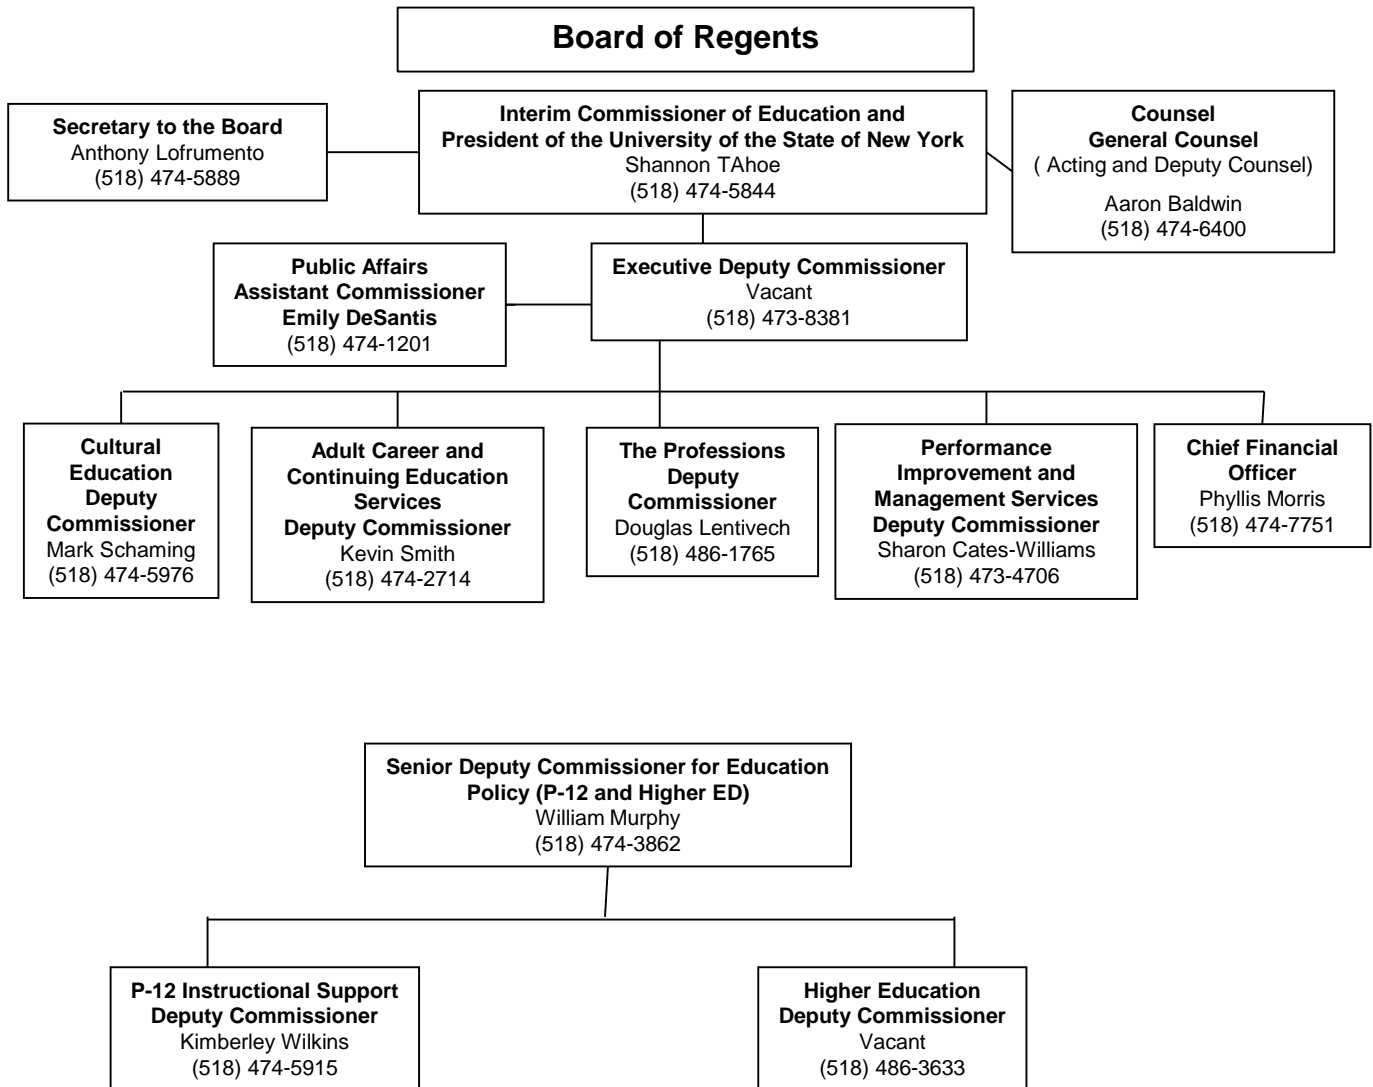 Board of Regents
Secretary to the Board
Anthony Lofrumento
(518) 474-5889
Interim Commissioner of Education and
President of the University of the State of New York
Shannon TAhoe
(518) 474-5844
Counsel
General Counsel
( Acting and Deputy Counsel)
Aaron Baldwin
(518) 474-6400
Public Affairs
Assistant Commissioner
Emily DeSantis
(518) 474-1201
Executive Deputy Commissioner
Vacant
(518) 473-8381
Cultural
Education
Deputy
Commissioner
Mark Schaming
(518) 474-5976
Adult Career and
Continuing Education
Services
Deputy Commissioner
Kevin Smith
(518) 474-2714
The Professions
Deputy
Commissioner
Douglas Lentivech
(518) 486-1765
Performance
Improvement and
Management Services
Deputy Commissioner
Sharon Cates-Williams
(518) 473-4706
Chief Financial
Officer
Phyllis Morris
(518) 474-7751
Senior Deputy Commissioner for Education
Policy (P-12 and Higher ED)
William Murphy
(518) 474-3862
P-12 Instructional Support
Deputy Commissioner
Kimberley Wilkins
(518) 474-5915
Higher Education
Deputy Commissioner
Vacant
(518) 486-3633